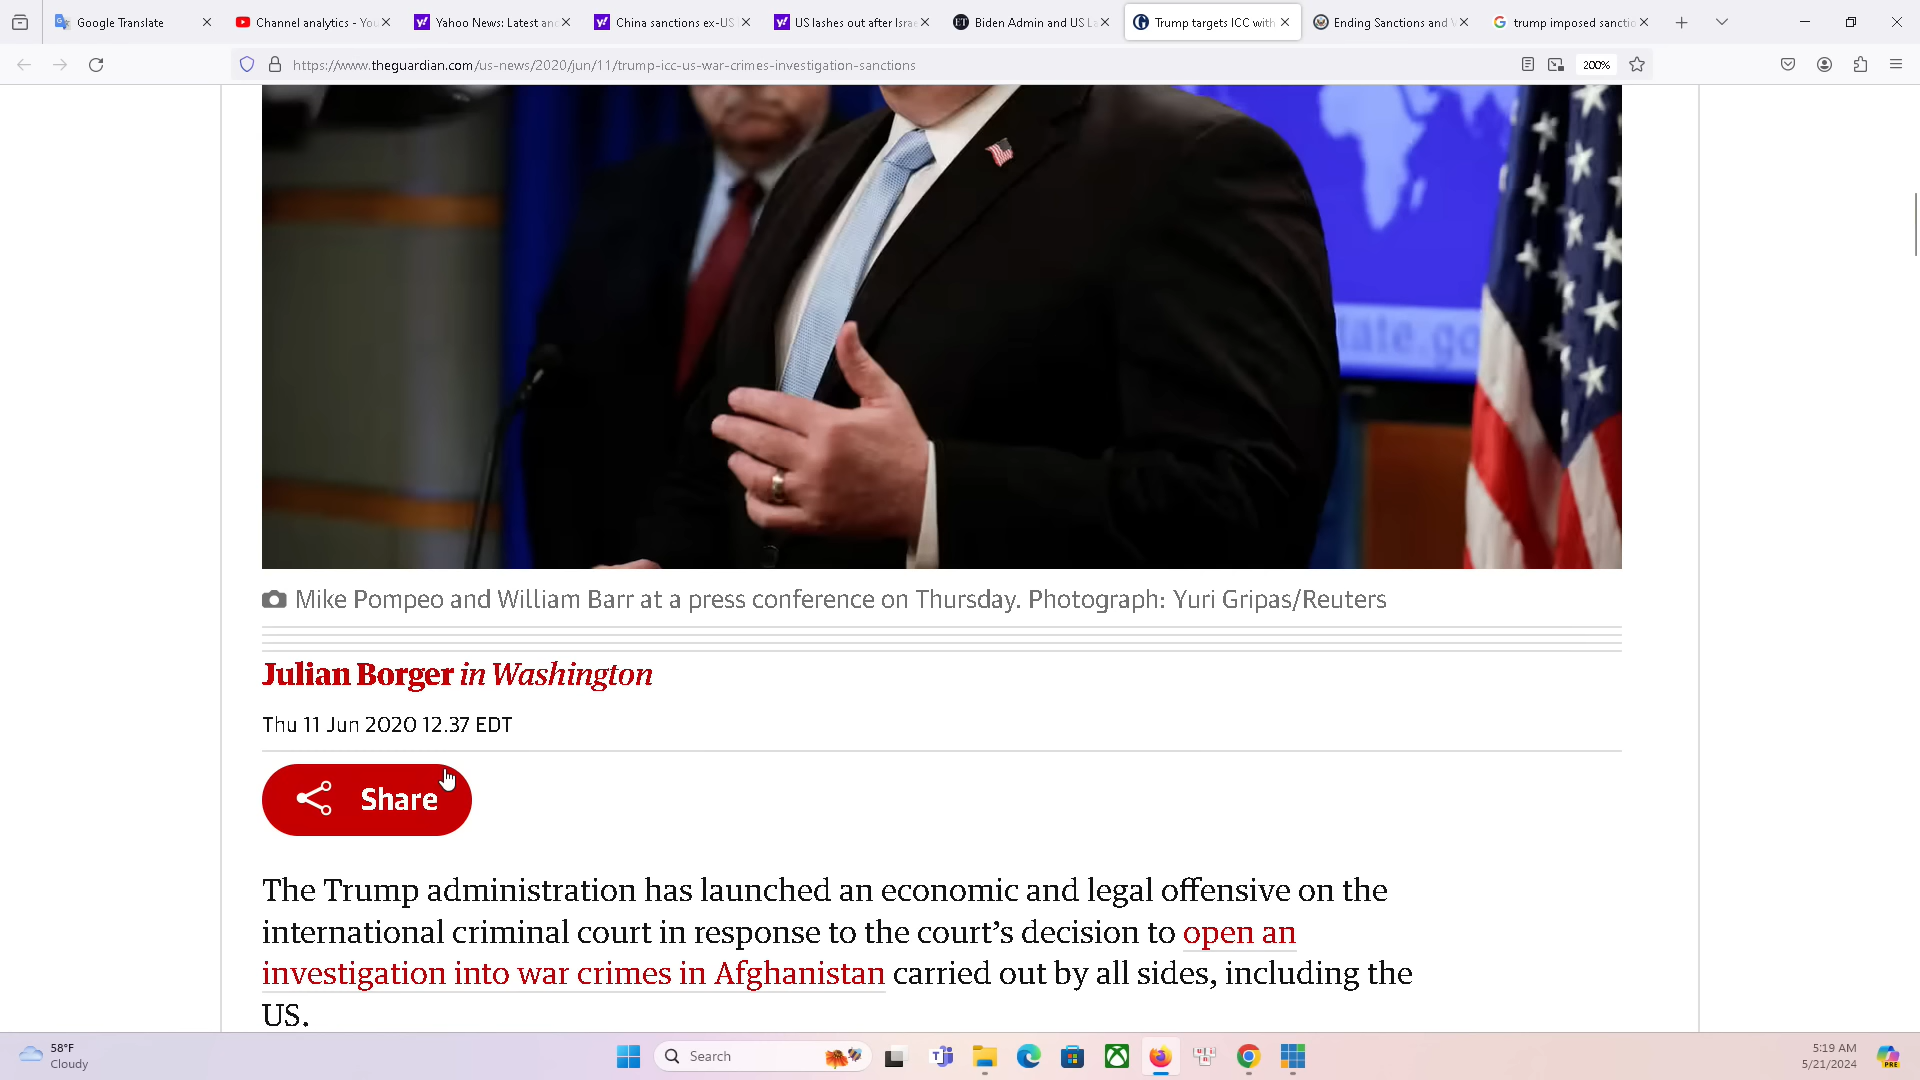 Google Translate
Channel analytics - You
Yahoo News: Latest and
China sanctions ex-US
US lashes out after Israe
Biden Admin and US L
Trump targets ICC with
Ending Sanctions and V
trump imposed sanctio
https://www.theguardian.com/us-news/2020/jun/11/trump-icc-us-war-crimes-investigation-sanctions
200%
Mike Pompeo and William Barr at a press conference on Thursday. Photograph: Yuri Gripas/Reuters
Julian Borger in Washington
Thu 11 Jun 2020 12.37 EDT
Share
The Trump administration has launched an economic and legal offensive on the
international criminal court in response to the court’s decision to open an
investigation into war crimes in Afghanistan carried out by all sides, including the
US.
58°F
Cloudy
Search
5:19 AM
5/21/2024
PRE